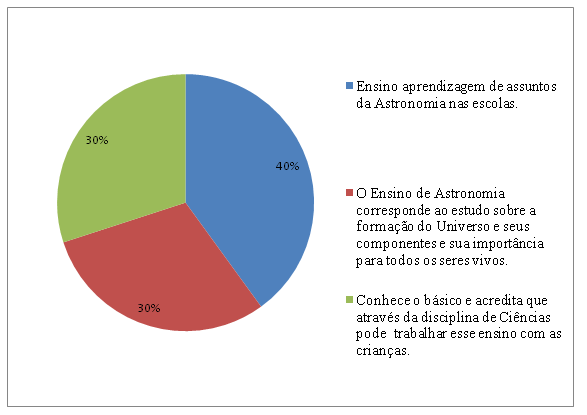 30%
40%
30%
Ensino aprendizagem de assuntos
da Astronomia nas escolas.
O Ensino de Astronomia
corresponde ao estudo sobre a
formação do Universo e seus
componentes e sua importância
para todos os seres vivos.
Conhece o básico e acredita que
através da disciplina de Ciências
pode trabalhar esse ensino com as
crianças.